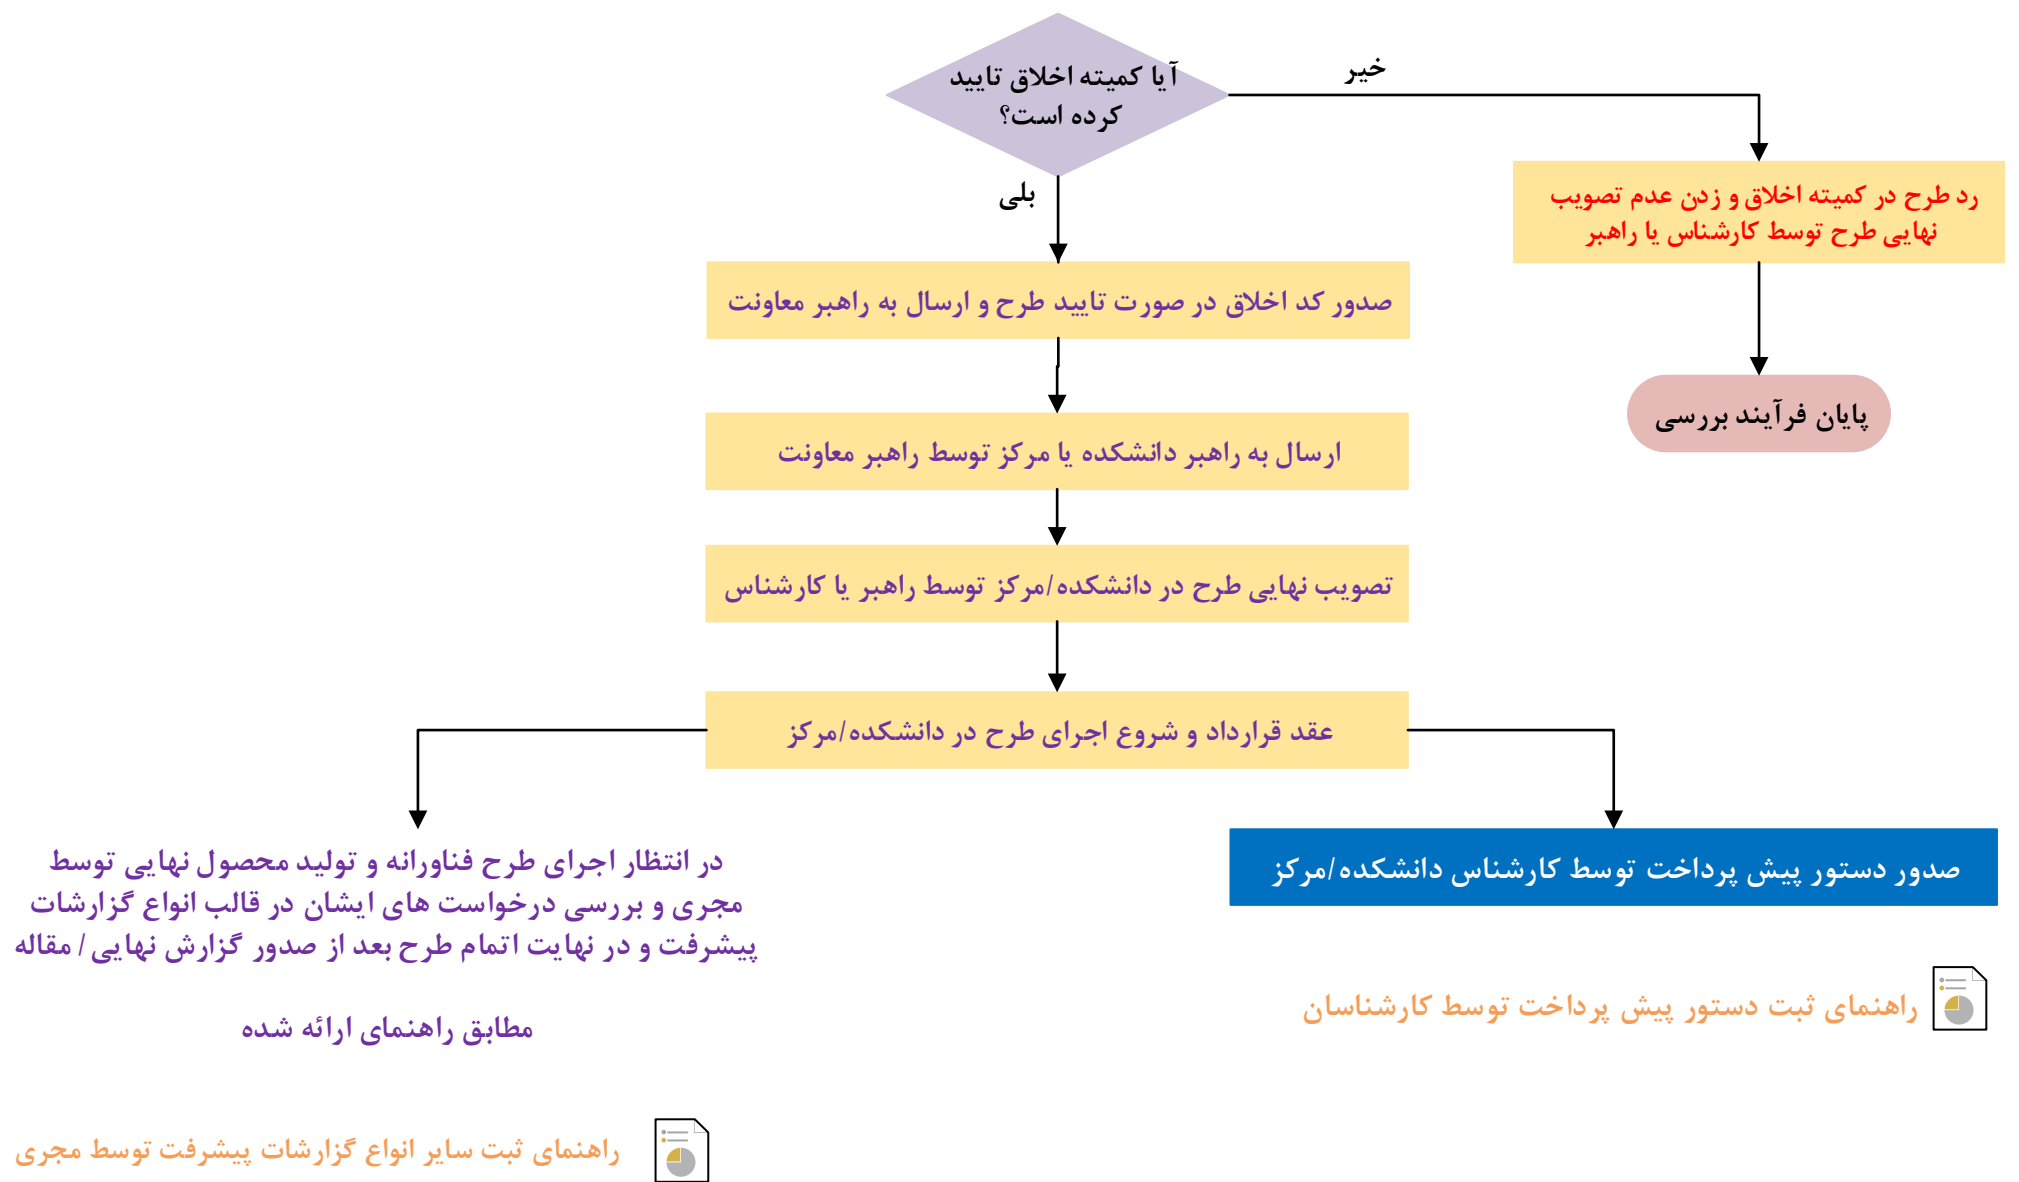 آیا کمیته اخلاق تایید
کرده است؟
خیر
بلی
رد طرح در کمیته اخلاق و زدن عدم تصویب
نهایی طرح توسط کارشناس یا راهبر
صدور کد اخلاق در صورت تایید طرح و ارسال به راهبر معاونت
پایان فرآیند بررسی
ارسال به راهبر دانشکده یا مرکز توسط راهبر معاونت
تصویب نهایی طرح در دانشکده/مرکز توسط راهبر یا کارشناس
عقد قرارداد و شروع اجرای طرح در دانشکده/مرکز
صدور دستور پیش پرداخت توسط کارشناس دانشکده/مرکز
راهنمای ثبت دستور پیش پرداخت توسط کارشناسان
در انتظار اجرای طرح فناورانه و تولید محصول نهایی توسط
مجری و بررسی درخواست های ایشان در قالب انواع گزارشات
پیشرفت و در نهایت اتمام طرح بعد از صدور گزارش نهایی/ مقاله
مطابق راهنمای ارائه شده
راهنمای ثبت سایر انواع گزارشات پیشرفت توسط مجری